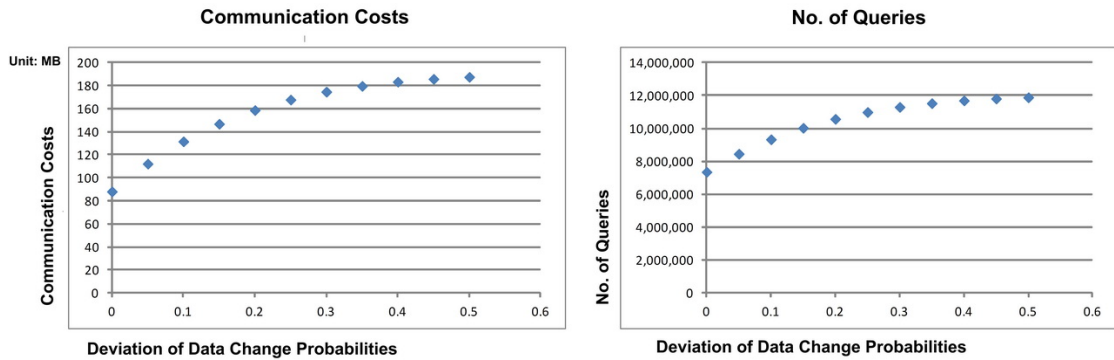 Communication Costs
Unit: MB
Communication Costs
200
180
160
140
120
100
80
60
40
20
0
0 0.1 0.2 0.3 0.4 0.5 0.6
Deviation of Data Change Probabilities
No. of Queries
No. of Queries
14,000,000
12,000,000
10,000,000
8,000,000
6,000,000
4,000,000
2,000,000
0
0 0.1 0.2 0.3 0.4 0.5 0.6
Deviation of Data Change Probabilities